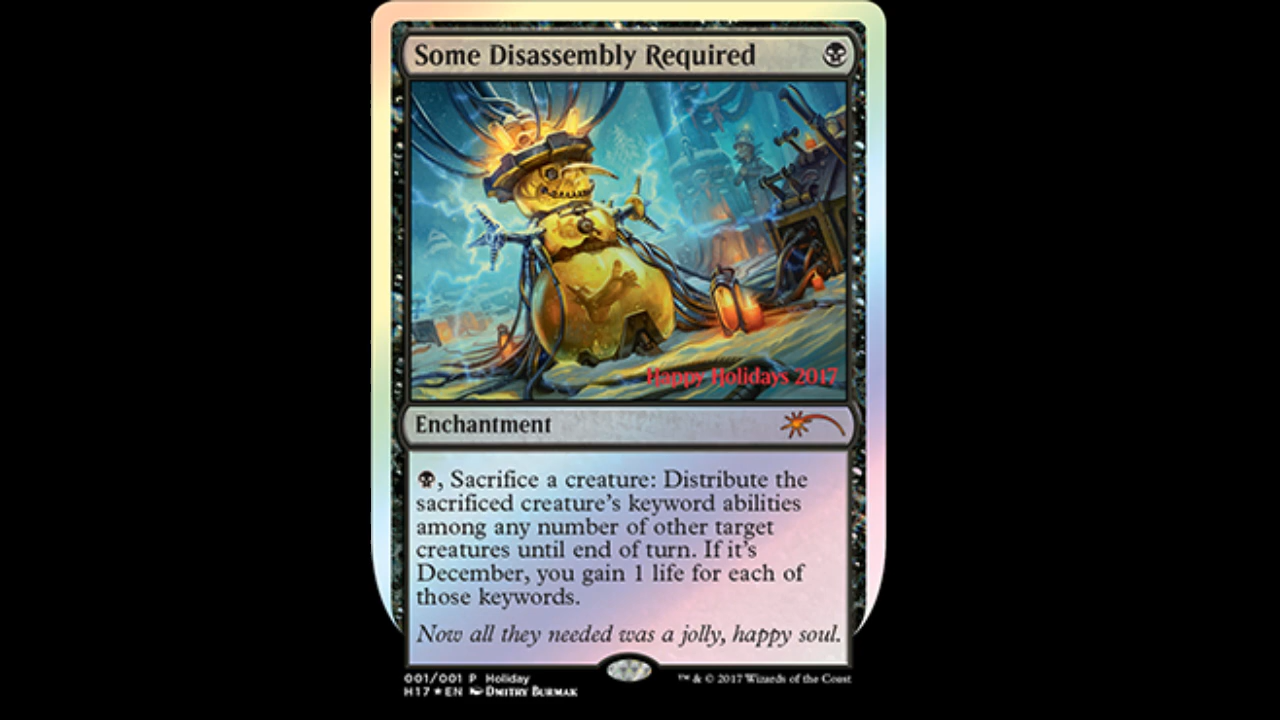 Some Disassembly Required
Happy Holidays 2017
Enchantment
, Sacrifice a creature: Distribute the
sacrificed creature's keyword abilities
among any number of other target
creatures until end of turn. If it's
December, you gain 1 life for each of
those keywords.
Now all they needed was a jolly, happy soul.
001/001 P Holiday
H17 ★ EN Dmitry Burmak
™ & © 2017 Wizards of the Coast